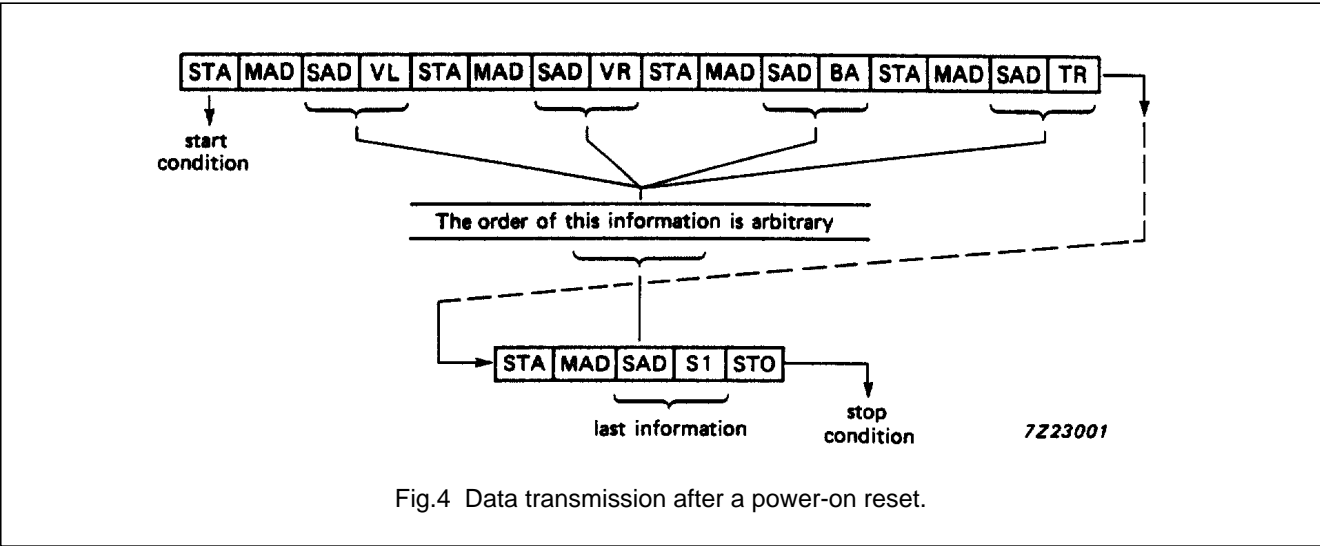 STA MAD SAD VL STA MAD SAD VR STA MAD SAD BA STA MAD SAD TR
start
condition
The order of this information is arbitrary
STA MAD SAD S1 STO
last information
stop
condition
7Z23001
Fig.4 Data transmission after a power-on reset.